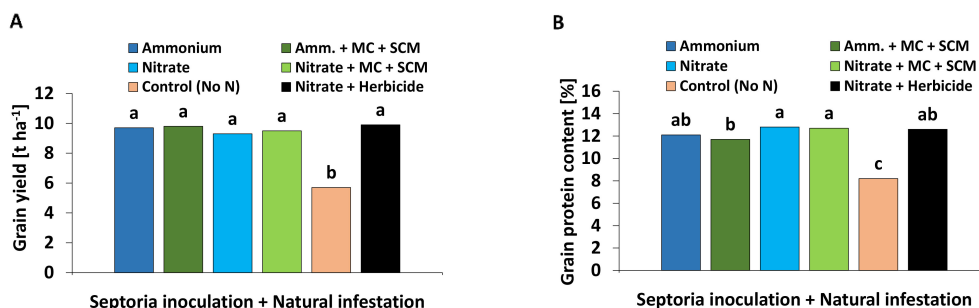 A
Ammonium Amm. + MC + SCM
Nitrate Nitrate + MC + SCM
Control (No N) Nitrate + Herbicide
Grain yield [t ha-1]
12
10
8
6
4
2
0
a a a a b a
Septoria inoculation + Natural infestation
B
Ammonium Amm. + MC + SCM
Nitrate Nitrate + MC + SCM
Control (No N) Nitrate + Herbicide
Grain protein content [%]
16
14
12
10
8
6
4
2
0
ab b a a c ab
Septoria inoculation + Natural infestation